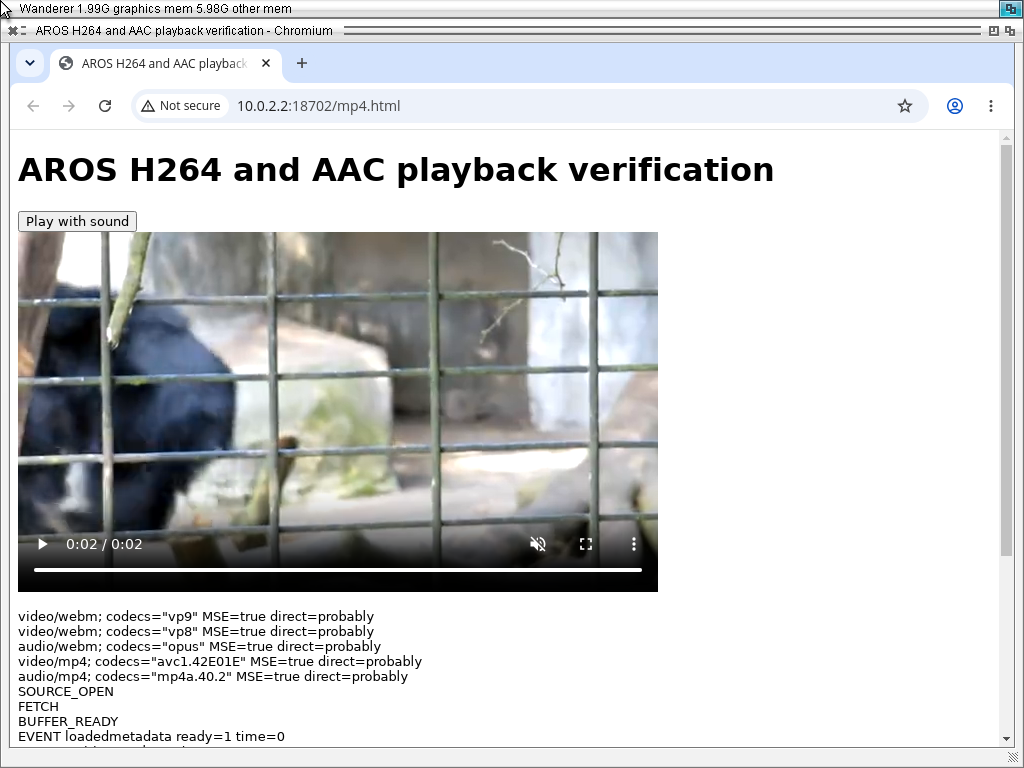 Wanderer 1.99G graphics mem 5.98G other mem
AROS H264 and AAC playback verification - Chromium
AROS H264 and AAC playback
Not secure
10.0.2.2:18702/mp4.html
AROS H264 and AAC playback verification
Play with sound
0:02 / 0:02
video/webm; codecs="vp9" MSE=true direct=probably
video/webm; codecs="vp8" MSE=true direct=probably
audio/webm; codecs="opus" MSE=true direct=probably
video/mp4; codecs="avc1.42E01E" MSE=true direct=probably
audio/mp4; codecs="mp4a.40.2" MSE=true direct=probably
SOURCE_OPEN
FETCH
BUFFER_READY
EVENT loadedmetadata ready=1 time=0